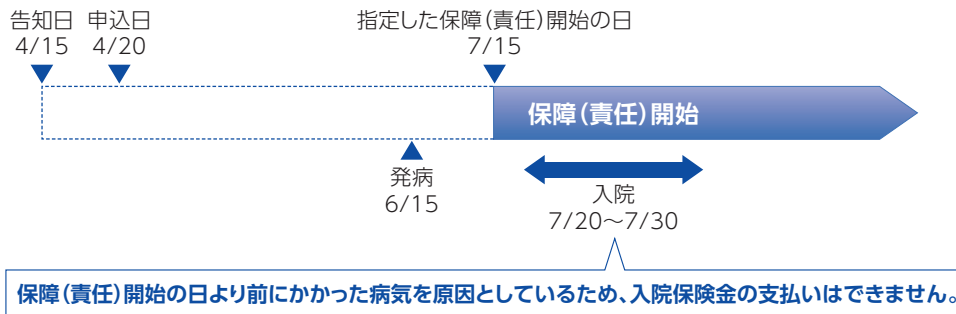 告知日 申込日 指定した保障(責任)開始の日
4/15 4/20 7/15
保障(責任)開始
発病
6/15
入院
7/20～7/30
保障(責任)開始の日より前にかかった病気を原因としているため、入院保険金の支払いはできません。